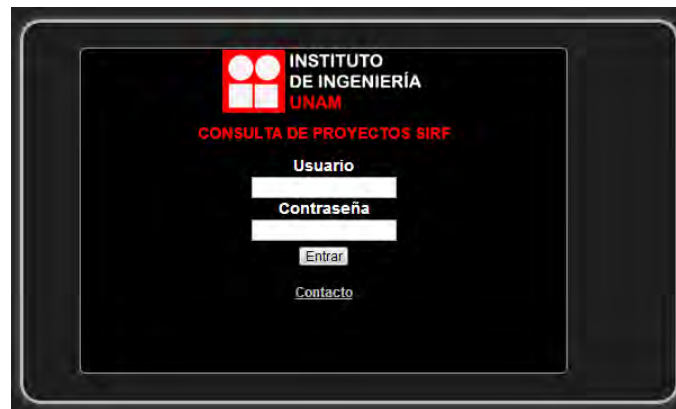 INSTITUTO
DE INGENIERÍA
UNAM
CONSULTA DE PROYECTOS SIRF
Usuario
Contraseña
Entrar
Contacto